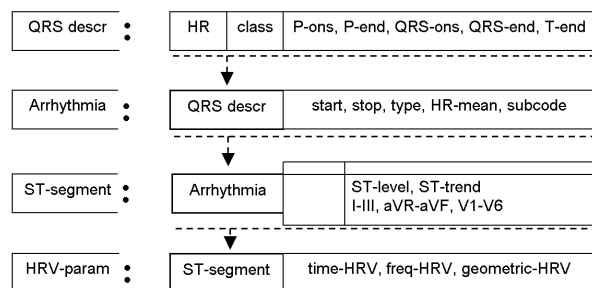 QRS descr : HR class P-ons, P-end, QRS-ons, QRS-end, T-end
Arrhythmia : QRS descr start, stop, type, HR-mean, subcode
ST-segment : Arrhythmia ST-level, ST-trend
I-III, aVR-aVF, V1-V6
HRV-param : ST-segment time-HRV, freq-HRV, geometric-HRV